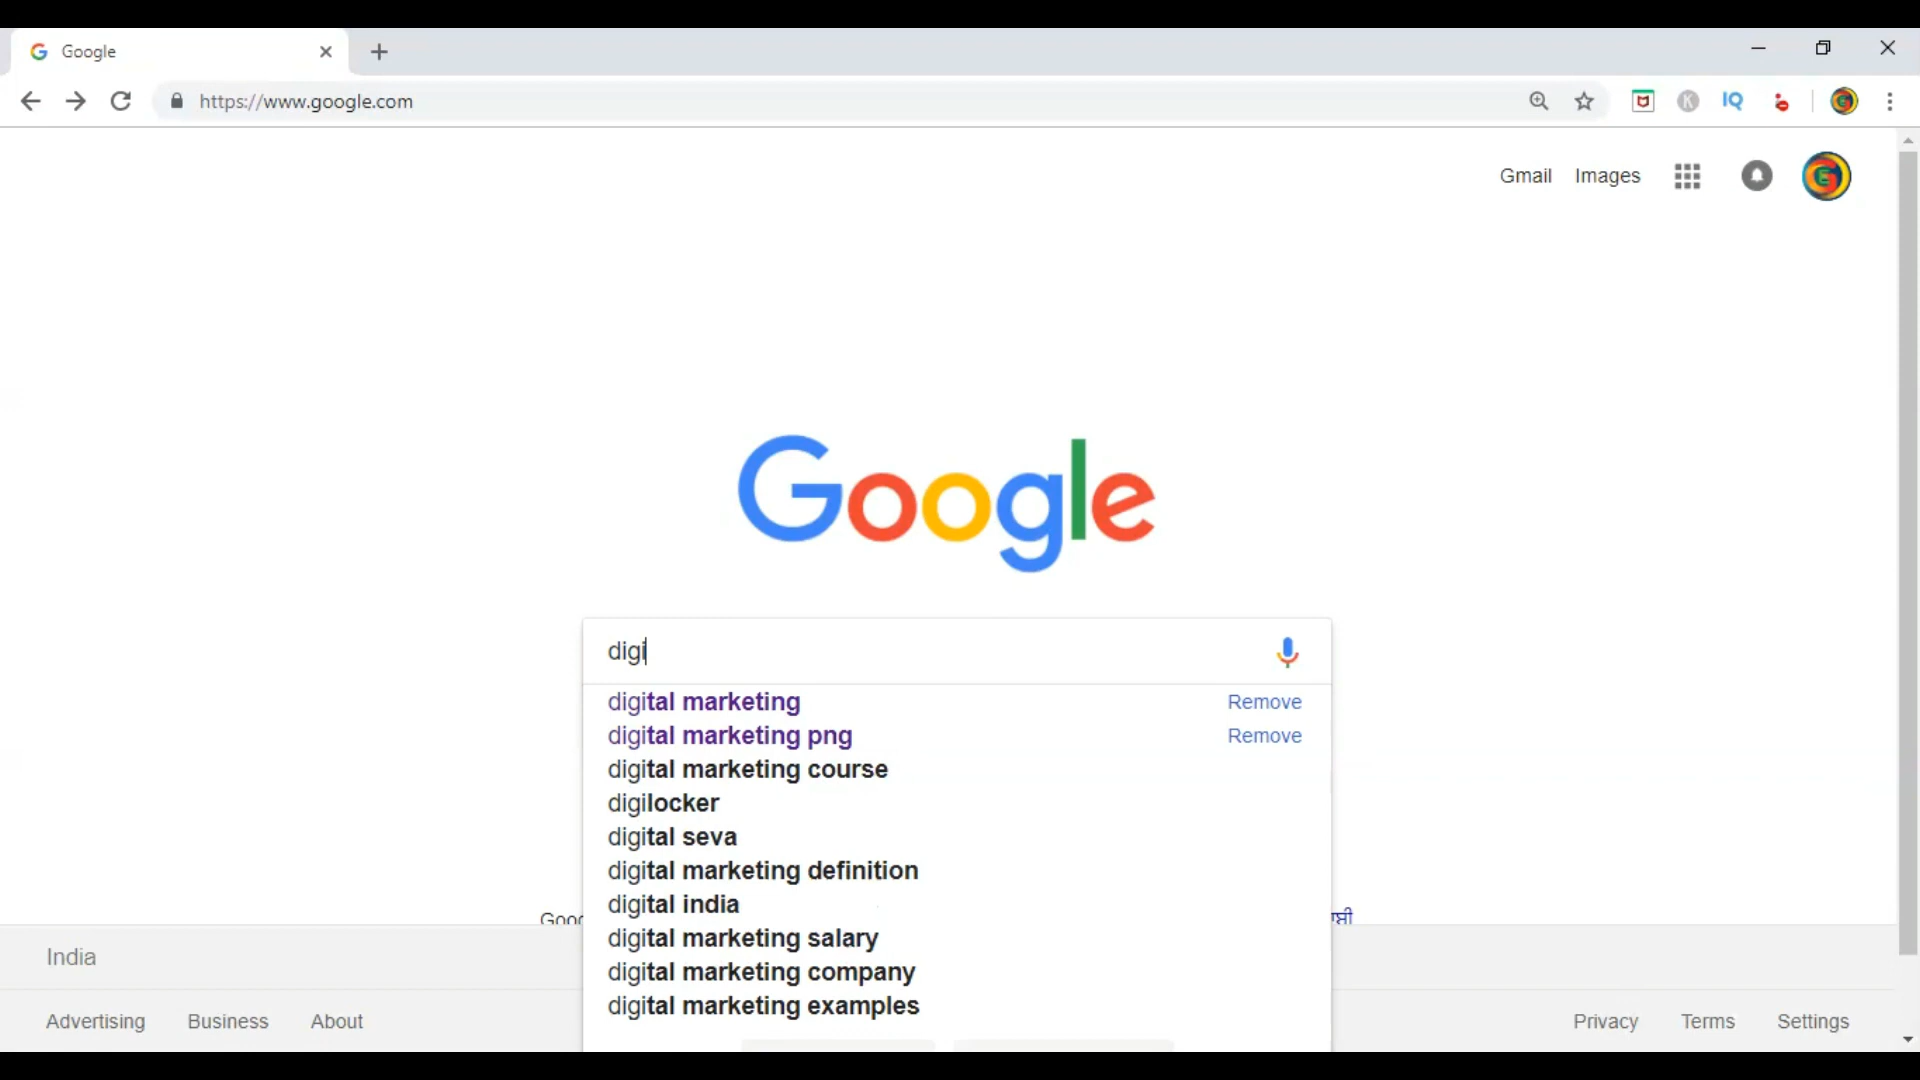 Google
https://www.google.com
IQ
Gmail Images
Google
digi
digital marketing Remove
digital marketing png Remove
digital marketing course
digilocker
digital seva
digital marketing definition
digital india
digital marketing salary
digital marketing company
digital marketing examples
India
Advertising Business About
Privacy Terms Settings